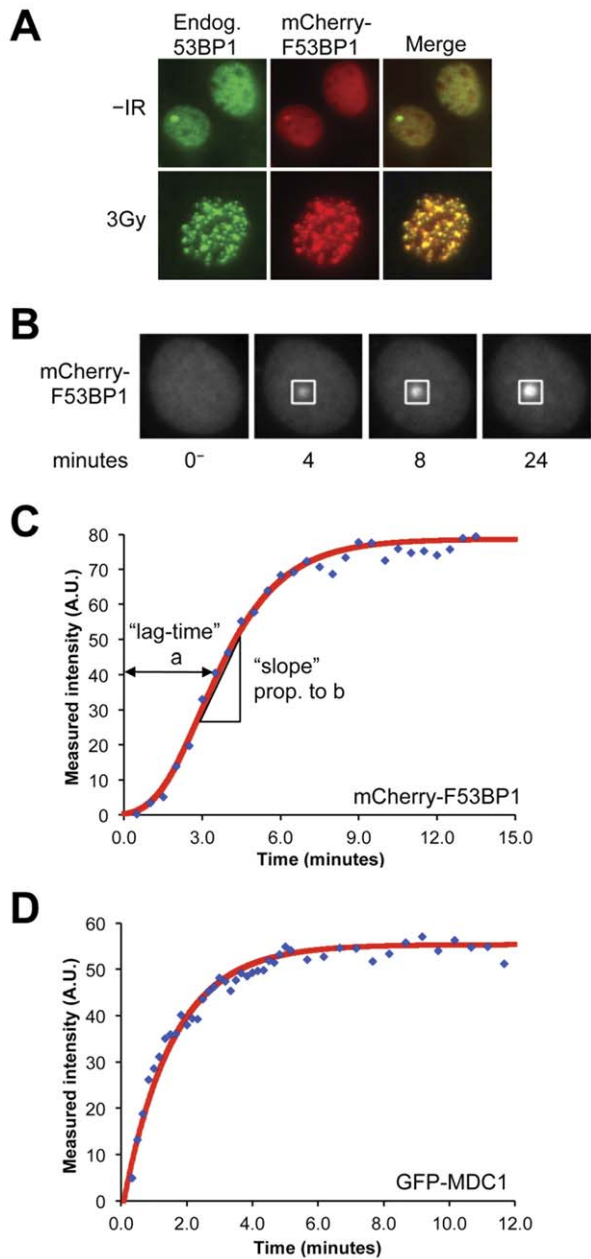 A
Endog.
53BP1
mCherry-
F53BP1
Merge
–IR
3Gy
B
mCherry-
F53BP1
minutes
0⁻
4
8
24
C
Measured intensity (A.U.)
80
70
60
50
40
30
20
10
0
"lag-time"
a
"slope"
prop. to b
mCherry-F53BP1
0.0
3.0
6.0
9.0
12.0
15.0
Time (minutes)
D
Measured intensity (A.U.)
60
50
40
30
20
10
0
GFP-MDC1
0.0
2.0
4.0
6.0
8.0
10.0
12.0
Time (minutes)